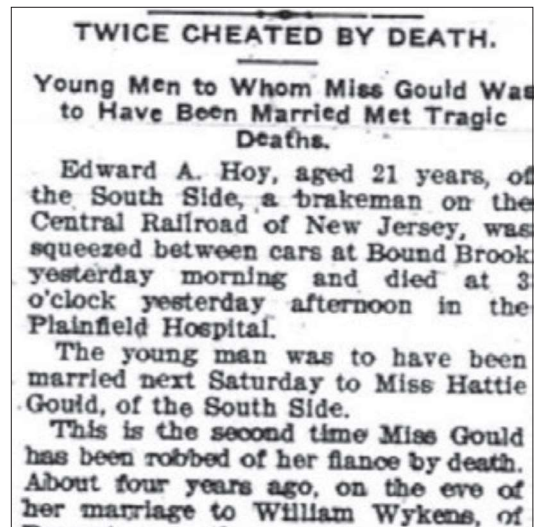 TWICE CHEATED BY DEATH.
Young Men to Whom Miss Gould Was
to Have Been Married Met Tragic
Deaths.
Edward A. Hoy, aged 21 years, of
the South Side, a brakeman on the
Central Railroad of New Jersey, was
squeezed between cars at Bound Brook
yesterday morning and died at 3
o'clock yesterday afternoon in the
Plainfield Hospital.
The young man was to have been
married next Saturday to Miss Hattie
Gould, of the South Side.
This is the second time Miss Gould
has been robbed of her fiance by death.
About four years ago, on the eve of
her marriage to William Wykens, of